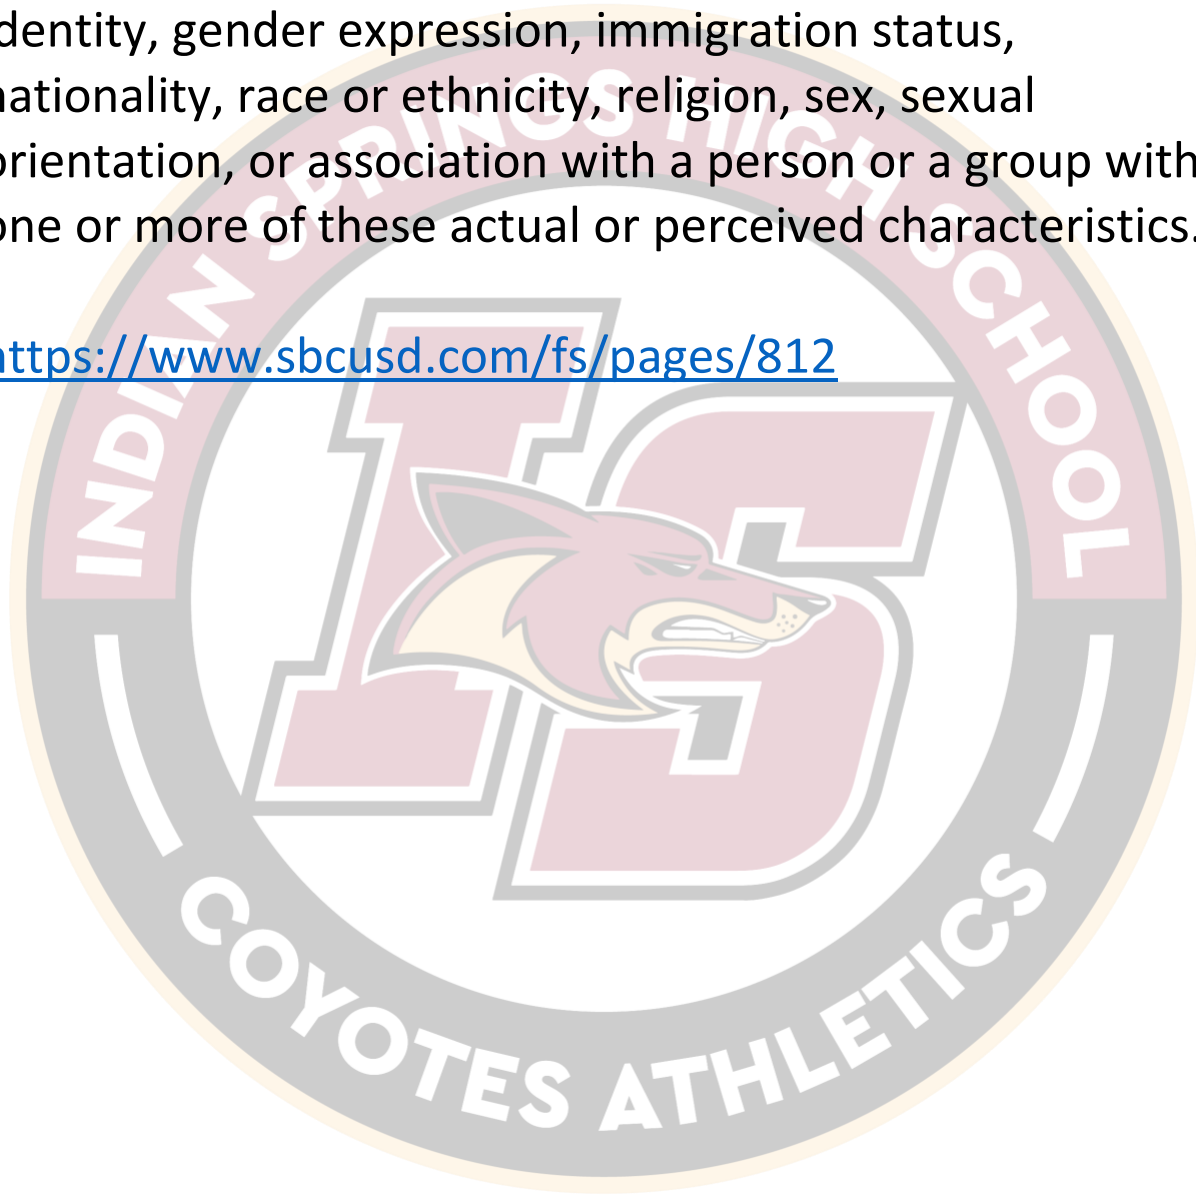 dentity, gender expression, immigration status,
nationality, race or ethnicity, religion, sex, sexual
orientation, or association with a person or a group with
one or more of these actual or perceived characteristics.
https://www.sbcusd.com/fs/pages/812
INDIAN SPRINGS HIGH SCHOOL
IS
COYOTES ATHLETICS